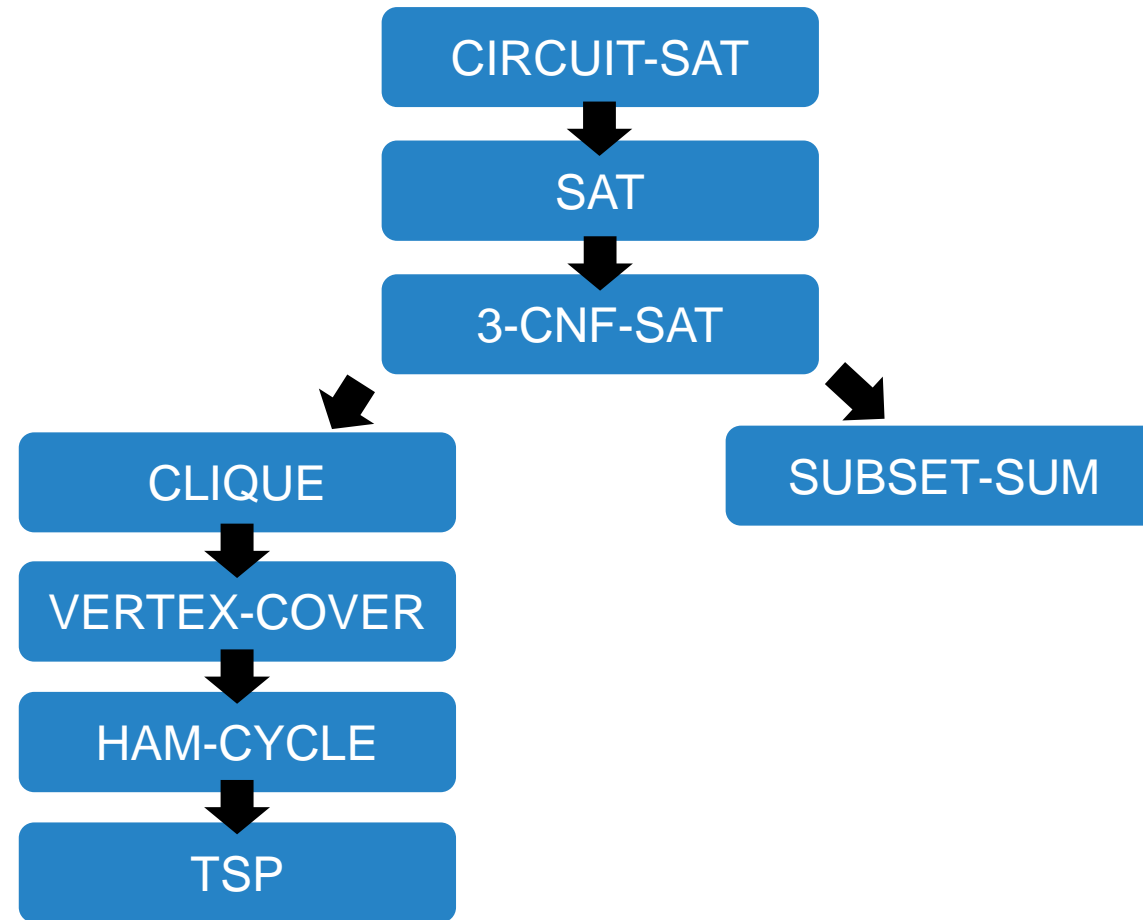 CIRCUIT-SAT
SAT
3-CNF-SAT
CLIQUE
SUBSET-SUM
VERTEX-COVER
HAM-CYCLE
TSP